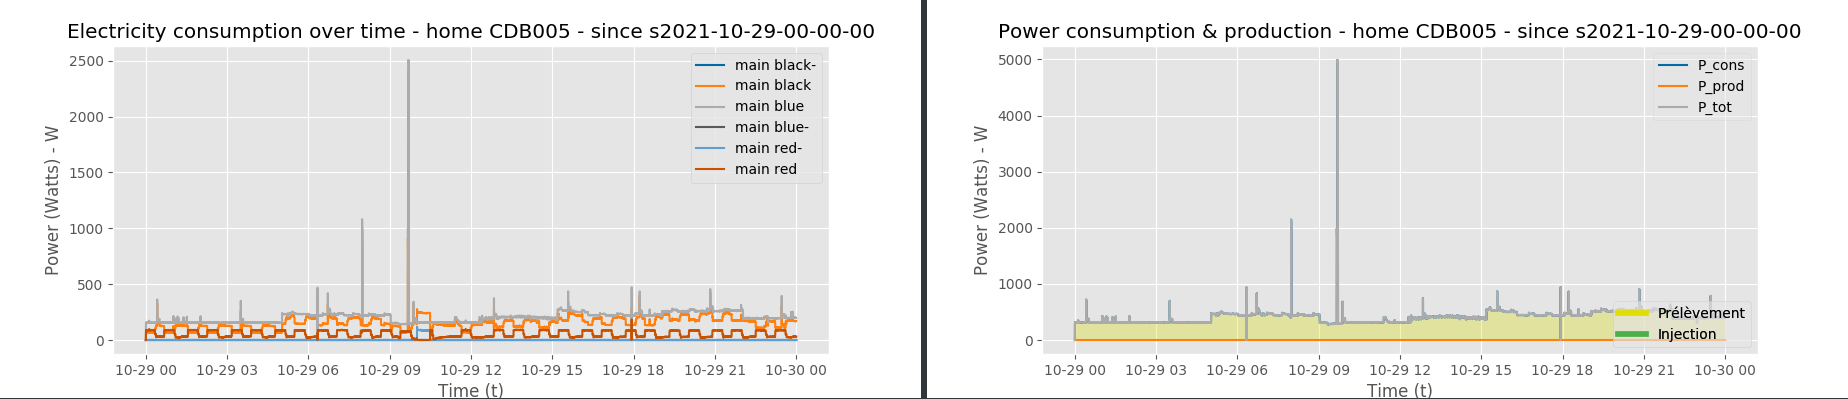 Electricity consumption over time - home CDB005 - since s2021-10-29-00-00-00
2500
2000
1500
1000
500
0
Power (Watts) - W
main black-
main black
main blue
main blue-
main red-
main red
10-29 00 10-29 03 10-29 06 10-29 09 10-29 12 10-29 15 10-29 18 10-29 21 10-30 00
Time (t)
Power consumption & production - home CDB005 - since s2021-10-29-00-00-00
5000
4000
3000
2000
1000
0
Power (Watts) - W
P_cons
P_prod
P_tot
Prélèvement
Injection
10-29 00 10-29 03 10-29 06 10-29 09 10-29 12 10-29 15 10-29 18 10-29 21 10-30 00
Time (t)